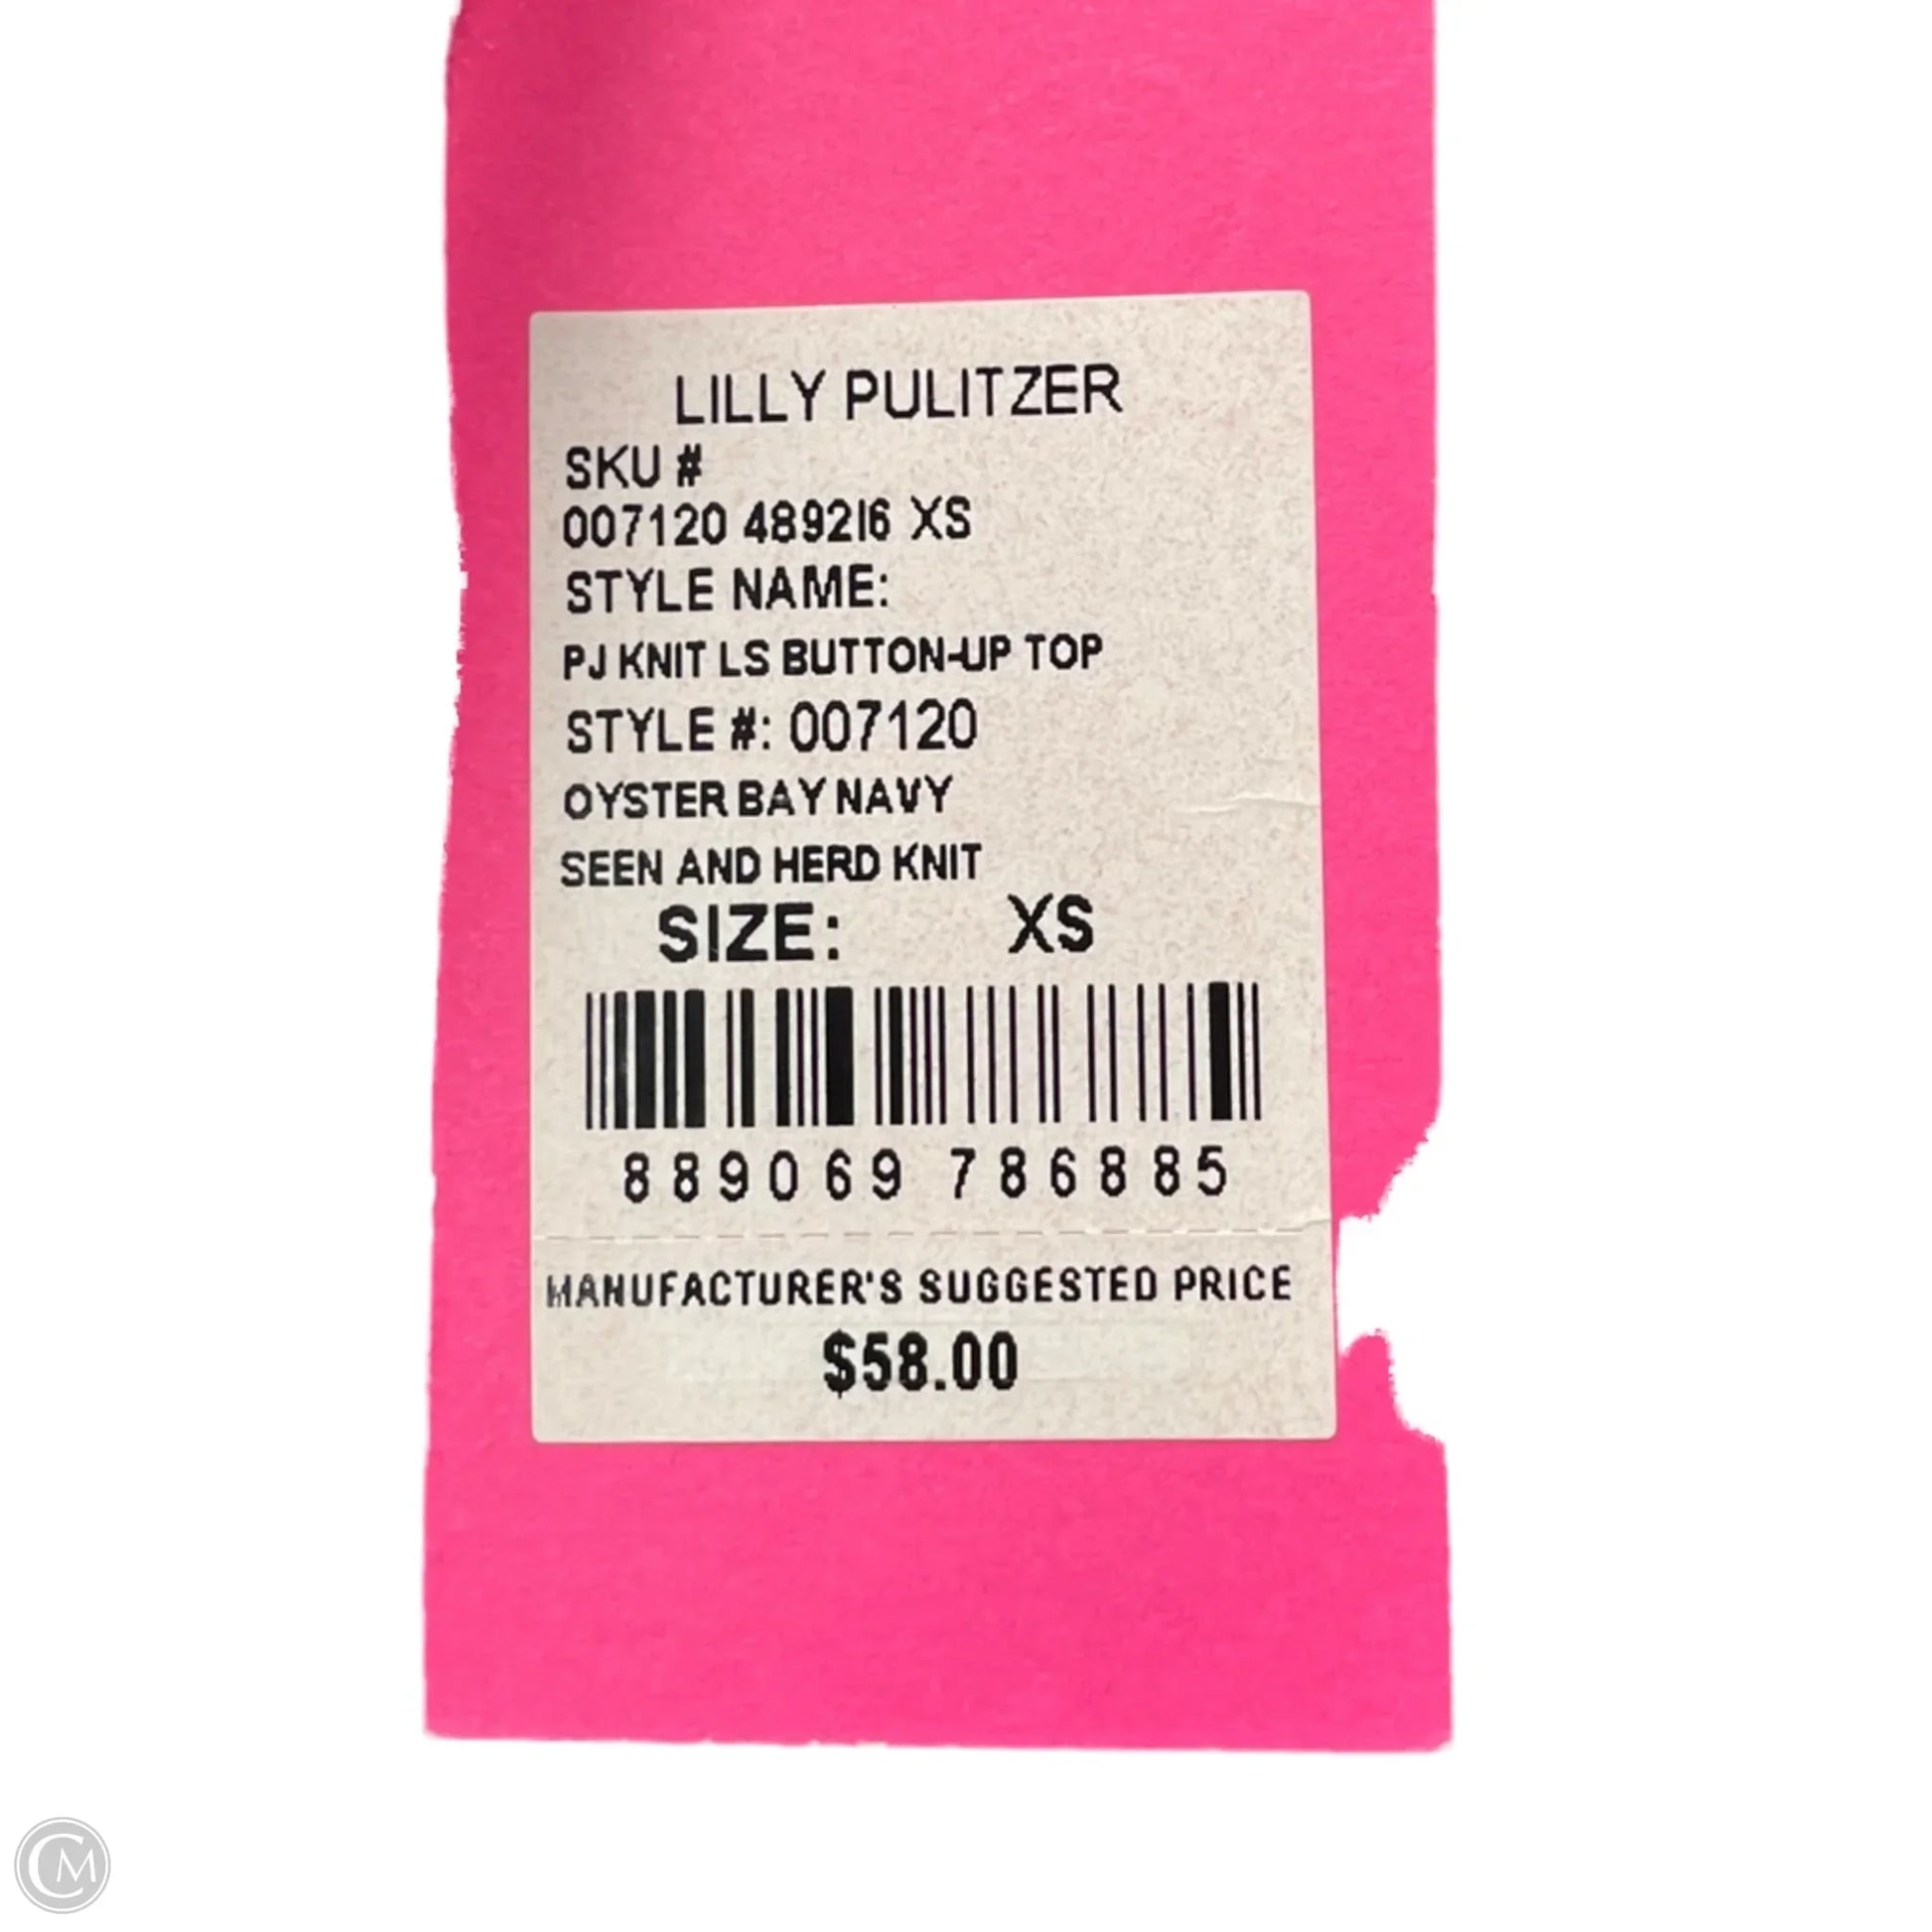 LILLY PULITZER
SKU #
007120 489216 XS
STYLE NAME:
PJ KNIT LS BUTTON-UP TOP
STYLE #: 007120
OYSTER BAY NAVY
SEEN AND HERD KNIT
SIZE: XS
889069 786885
MANUFACTURER'S SUGGESTED PRICE
$58.00
CM